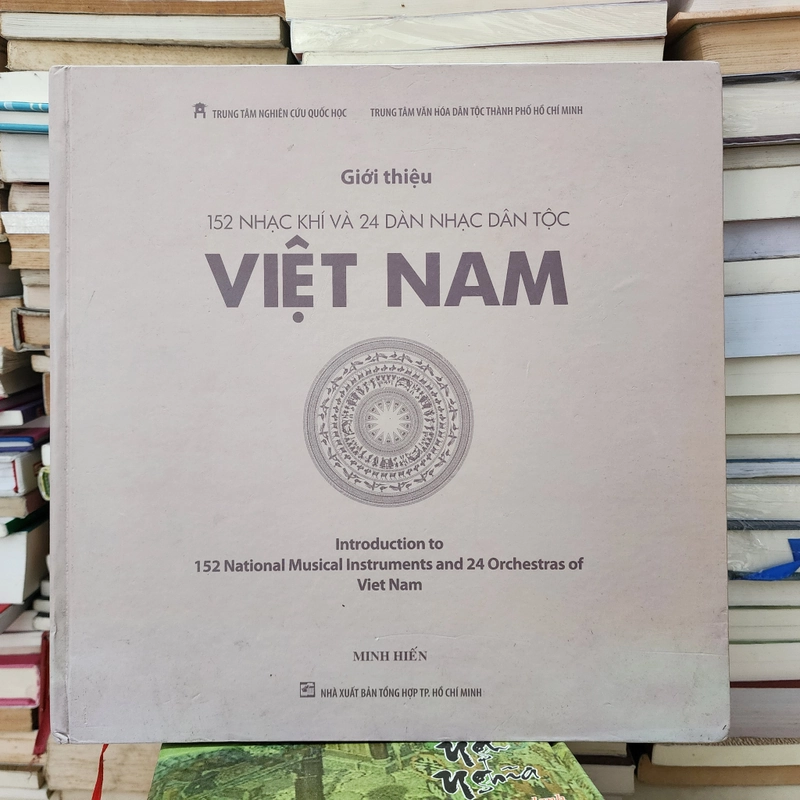 TRUNG TÂM NGHIÊN CỨU QUỐC HỌC TRUNG TÂM VĂN HÓA DÂN TỘC THÀNH PHỐ HỒ CHÍ MINH
Giới thiệu
152 NHẠC KHÍ VÀ 24 DÀN NHẠC DÂN TỘC
VIỆT NAM
Introduction to
152 National Musical Instruments and 24 Orchestras of
Viet Nam
MINH HIẾN
NHÀ XUẤT BẢN TỔNG HỢP TP. HỒ CHÍ MINH
Nghĩa